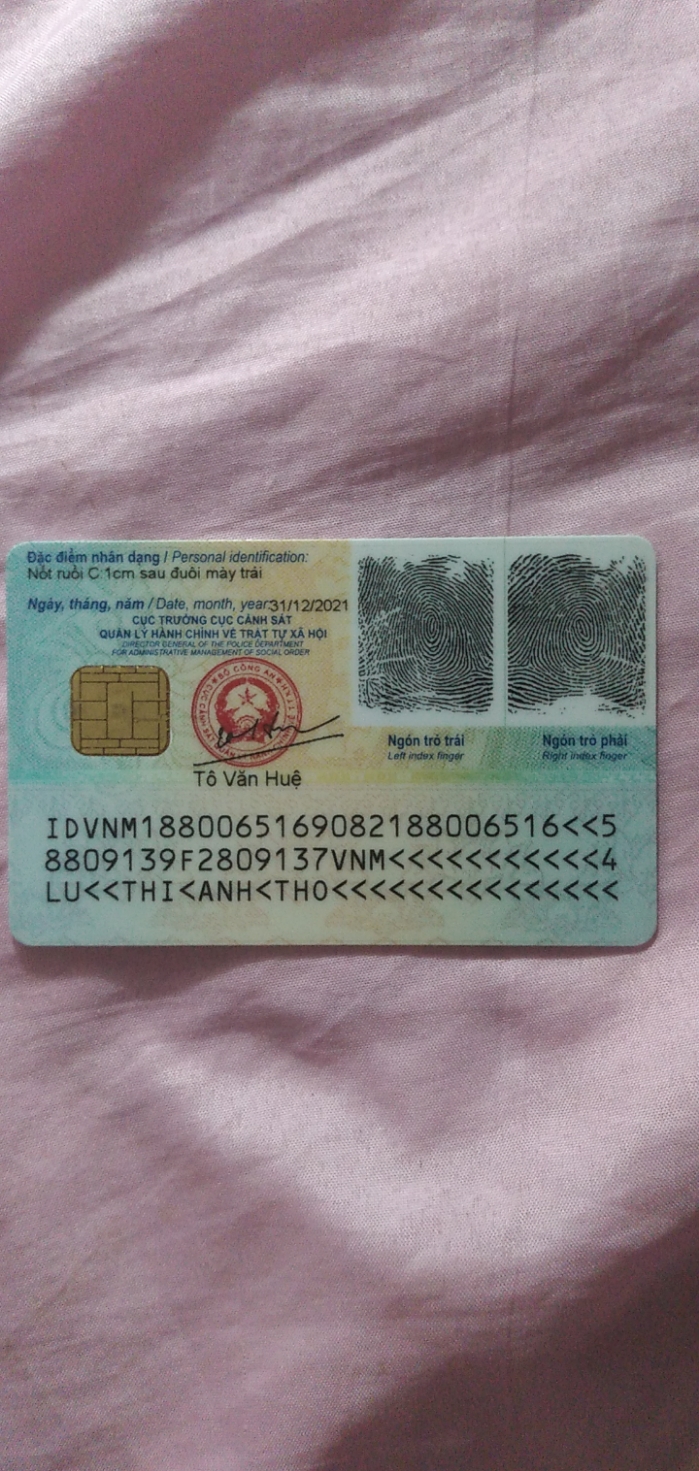 Đặc điểm nhân dạng / Personal identification:
Nốt ruồi C 1cm sau đuôi mày trái
Ngày, tháng, năm / Date, month, year: 31/12/2021
CỤC TRƯỞNG CỤC CẢNH SÁT
QUẢN LÝ HÀNH CHÍNH VỀ TRẬT TỰ XÃ HỘI
DIRECTOR GENERAL OF THE POLICE DEPARTMENT
FOR ADMINISTRATIVE MANAGEMENT OF SOCIAL ORDER
BỘ CÔNG AN
Tô Văn Huệ
Ngón trỏ trái
Left index finger
Ngón trỏ phải
Right index finger
IDVNM1880065169082188006516<<5
8809139F2809137VNM<<<<<<<<<<<4
LU<<THI<ANH<THO<<<<<<<<<<<<<<<